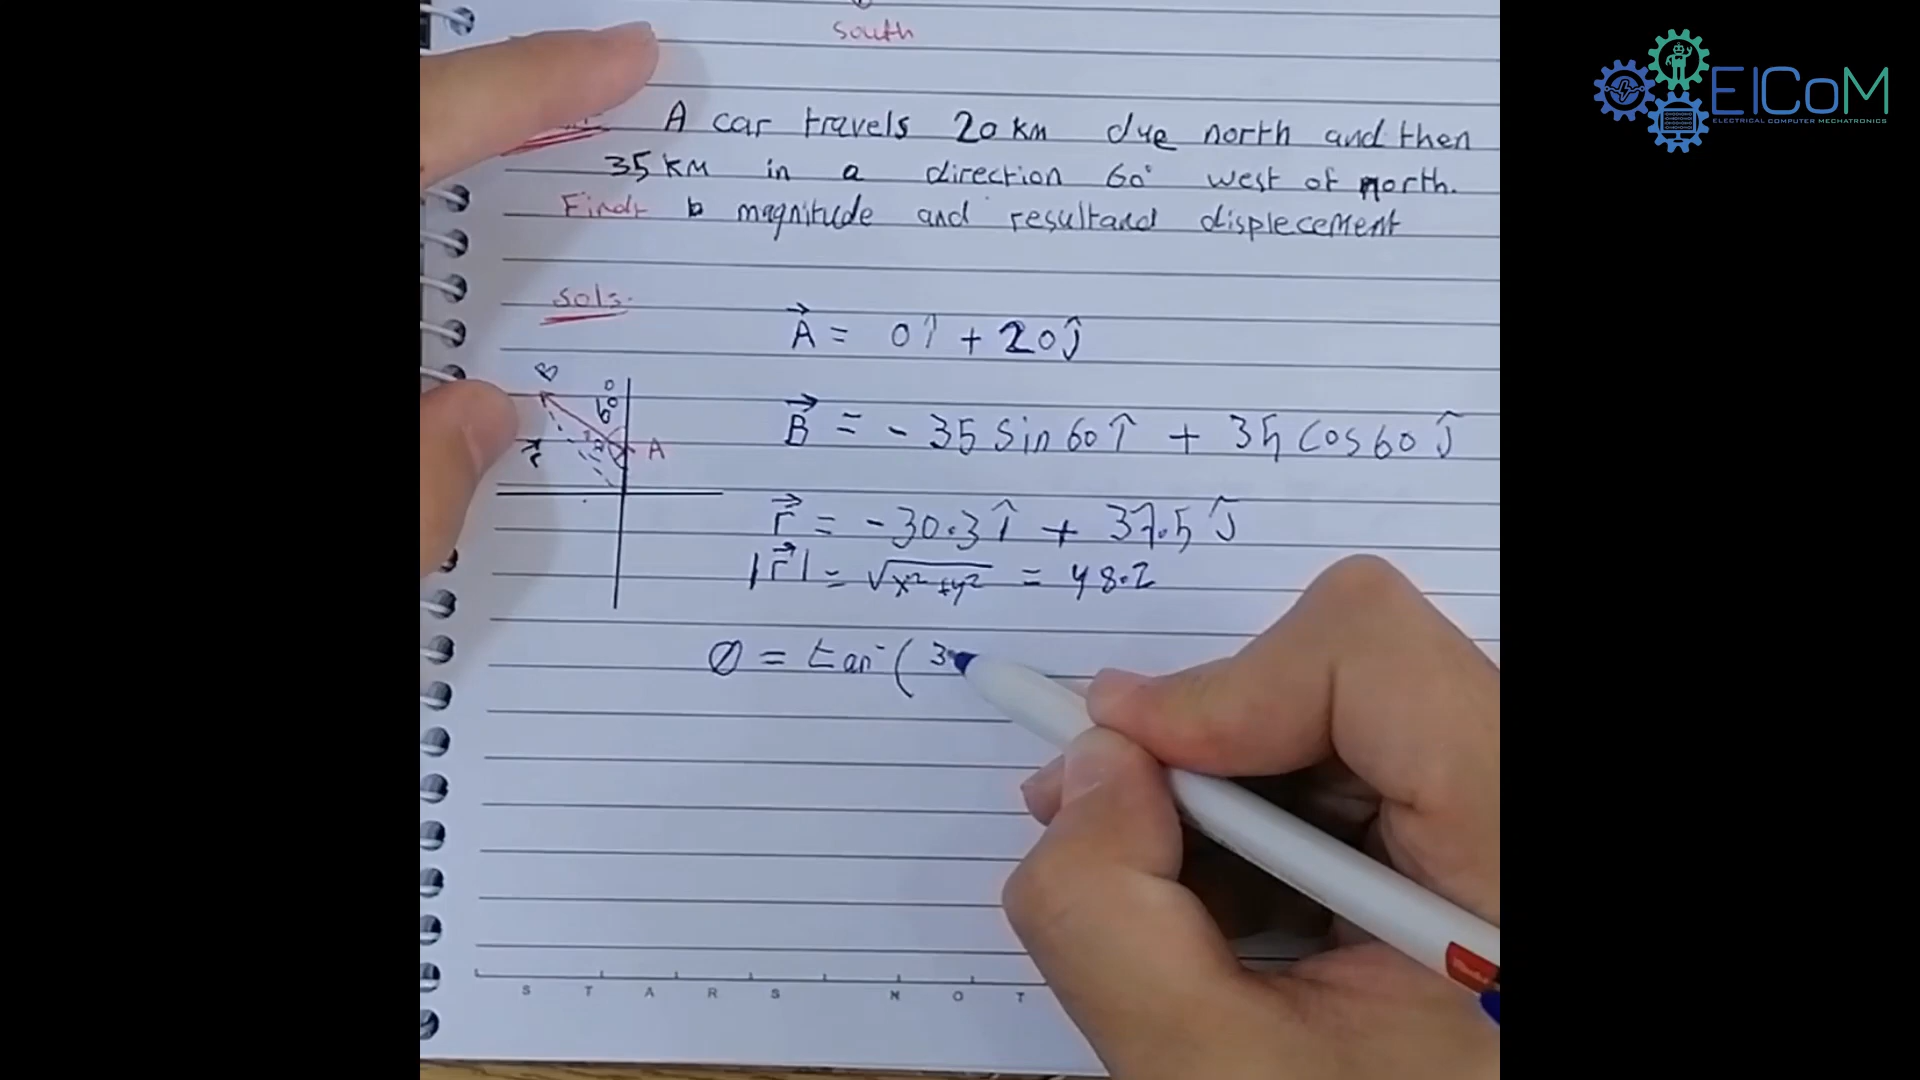 south
EICoM
ELECTRICAL COMPUTER MECHATRONICS
A car travels 20 km due north and then
35 KM in a direction 60° west of north.
Find: magnitude and resultand displecement
sols.
A = 0î + 20ĵ
B 60°
B = - 35 sin 60 î + 35 cos 60 ĵ
A
r
r = - 30.3 î + 37.5 ĵ
|r| = √x² + y² = 48.2
Ø = tan⁻ ( 3
S T A R S N O T